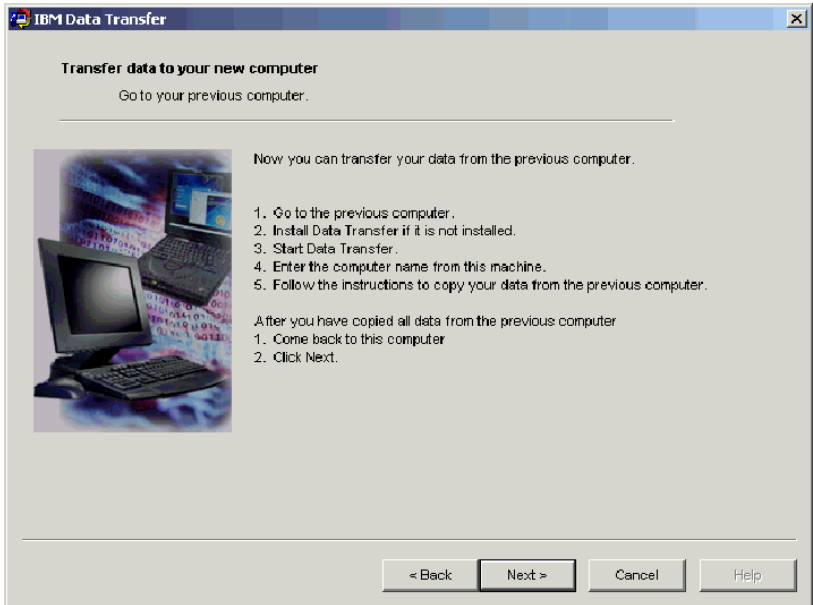 IBM Data Transfer
Transfer data to your new computer
Go to your previous computer.
Now you can transfer your data from the previous computer.
1. Go to the previous computer.
2. Install Data Transfer if it is not installed.
3. Start Data Transfer.
4. Enter the computer name from this machine.
5. Follow the instructions to copy your data from the previous computer.
After you have copied all data from the previous computer
1. Come back to this computer
2. Click Next.
< Back
Next >
Cancel
Help